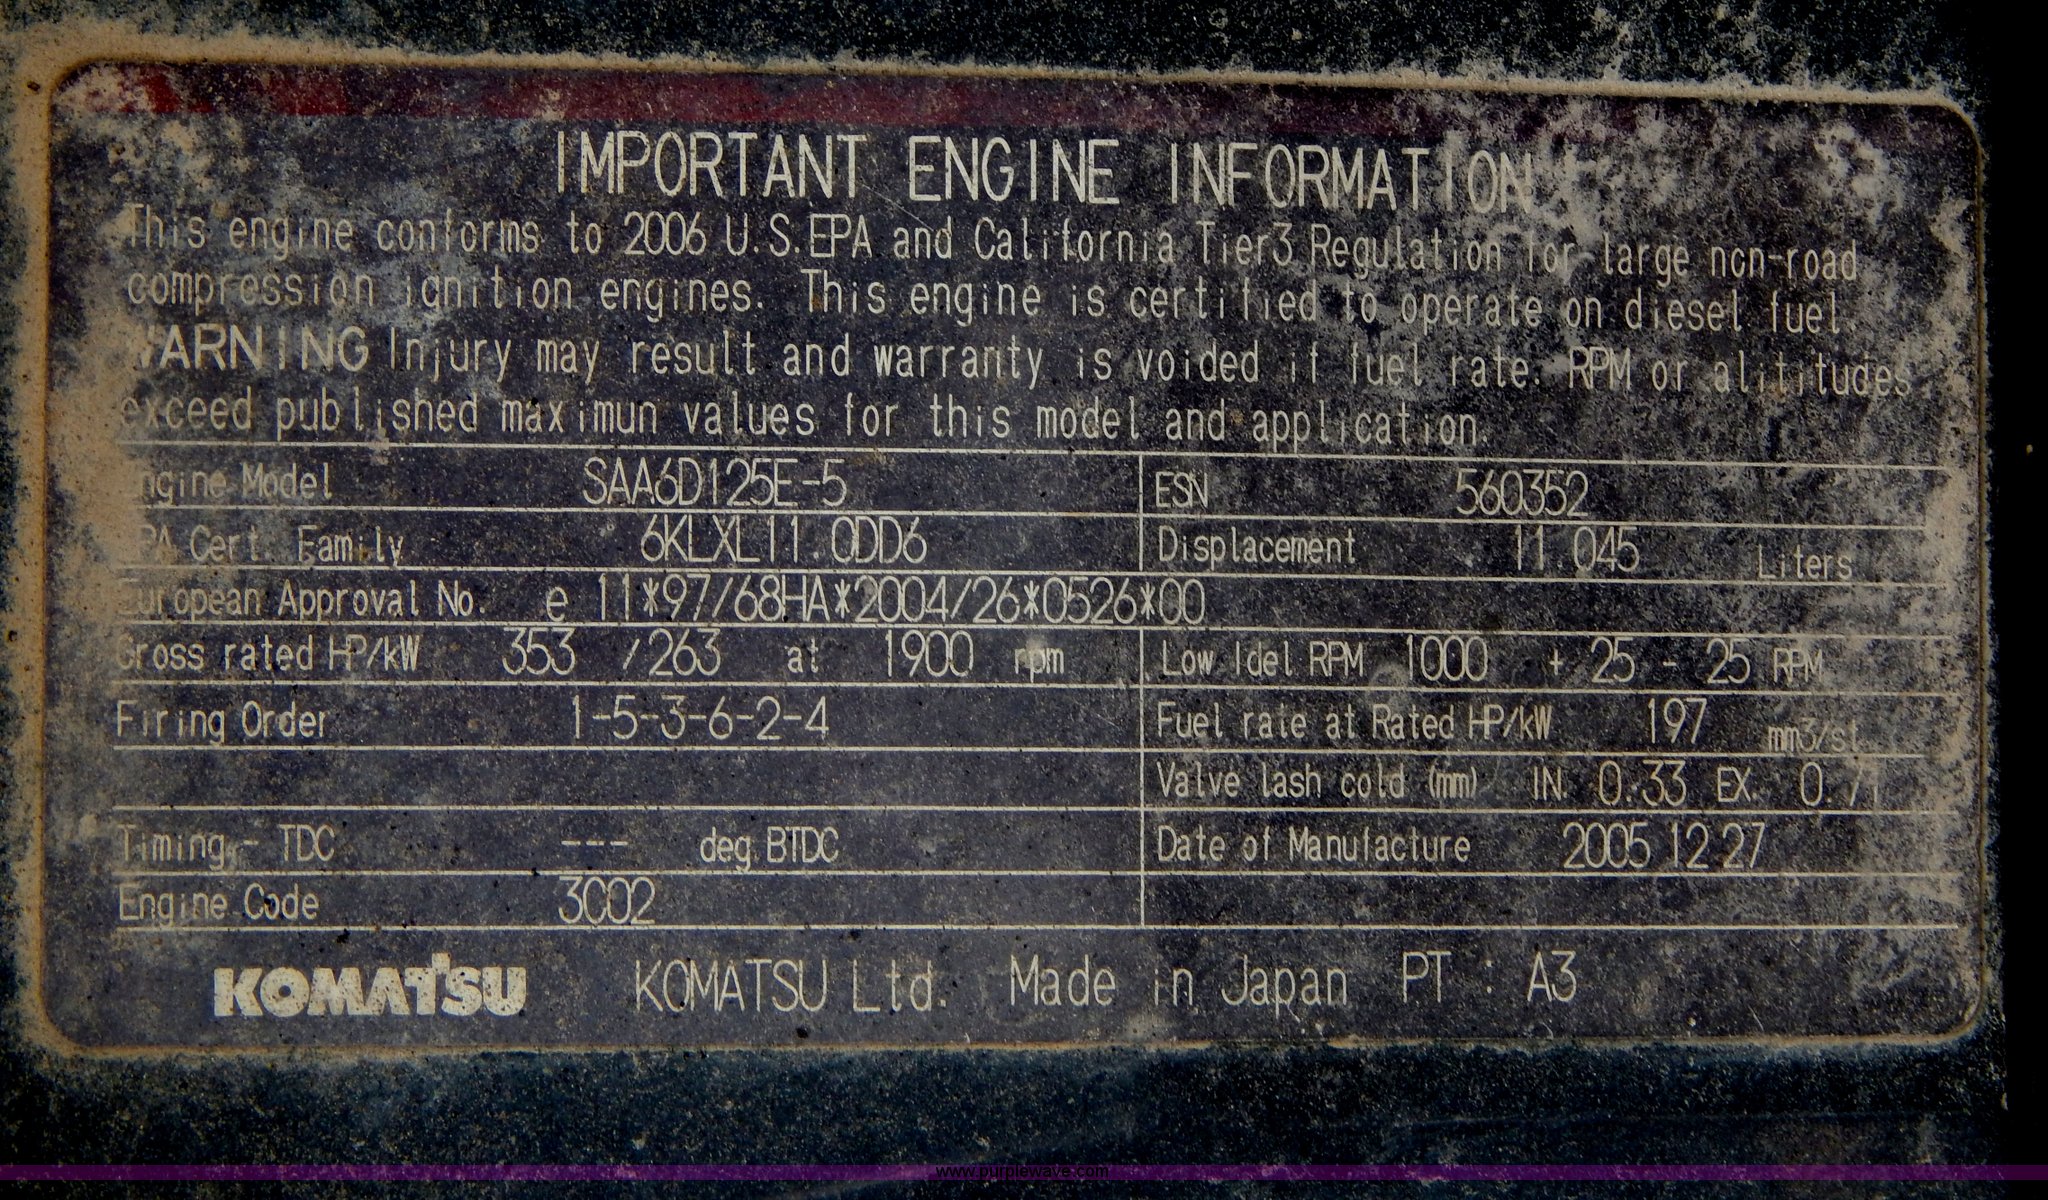 IMPORTANT ENGINE INFORMATION
This engine conforms to 2006 U.S.EPA and California Tier3 Regulation for large non-road
compression ignition engines. This engine is certified to operate on diesel fuel.
WARNING Injury may result and warranty is voided if fuel rate. RPM or alititudes
exceed published maximun values for this model and application.
Engine Model SAA6D125E-5 ESN 560352
EPA Cert. Family 6KLXL11.0DD6 Displacement 11.045 Liters
European Approval No. e 11*97/68HA*2004/26*0526*00
Gross rated HP/kW 353 / 263 at 1900 rpm Low Idel RPM 1000 + 25 - 25 RPM
Firing Order 1-5-3-6-2-4 Fuel rate at Rated HP/kW 197 mm3/st
Valve lash cold (mm) IN. 0.33 EX. 0.71
Timing - TDC --- deg.BTDC Date of Manufacture 2005 12 27
Engine Code 3C02
KOMATSU KOMATSU Ltd. Made in Japan PT : A3
www.purplewave.com